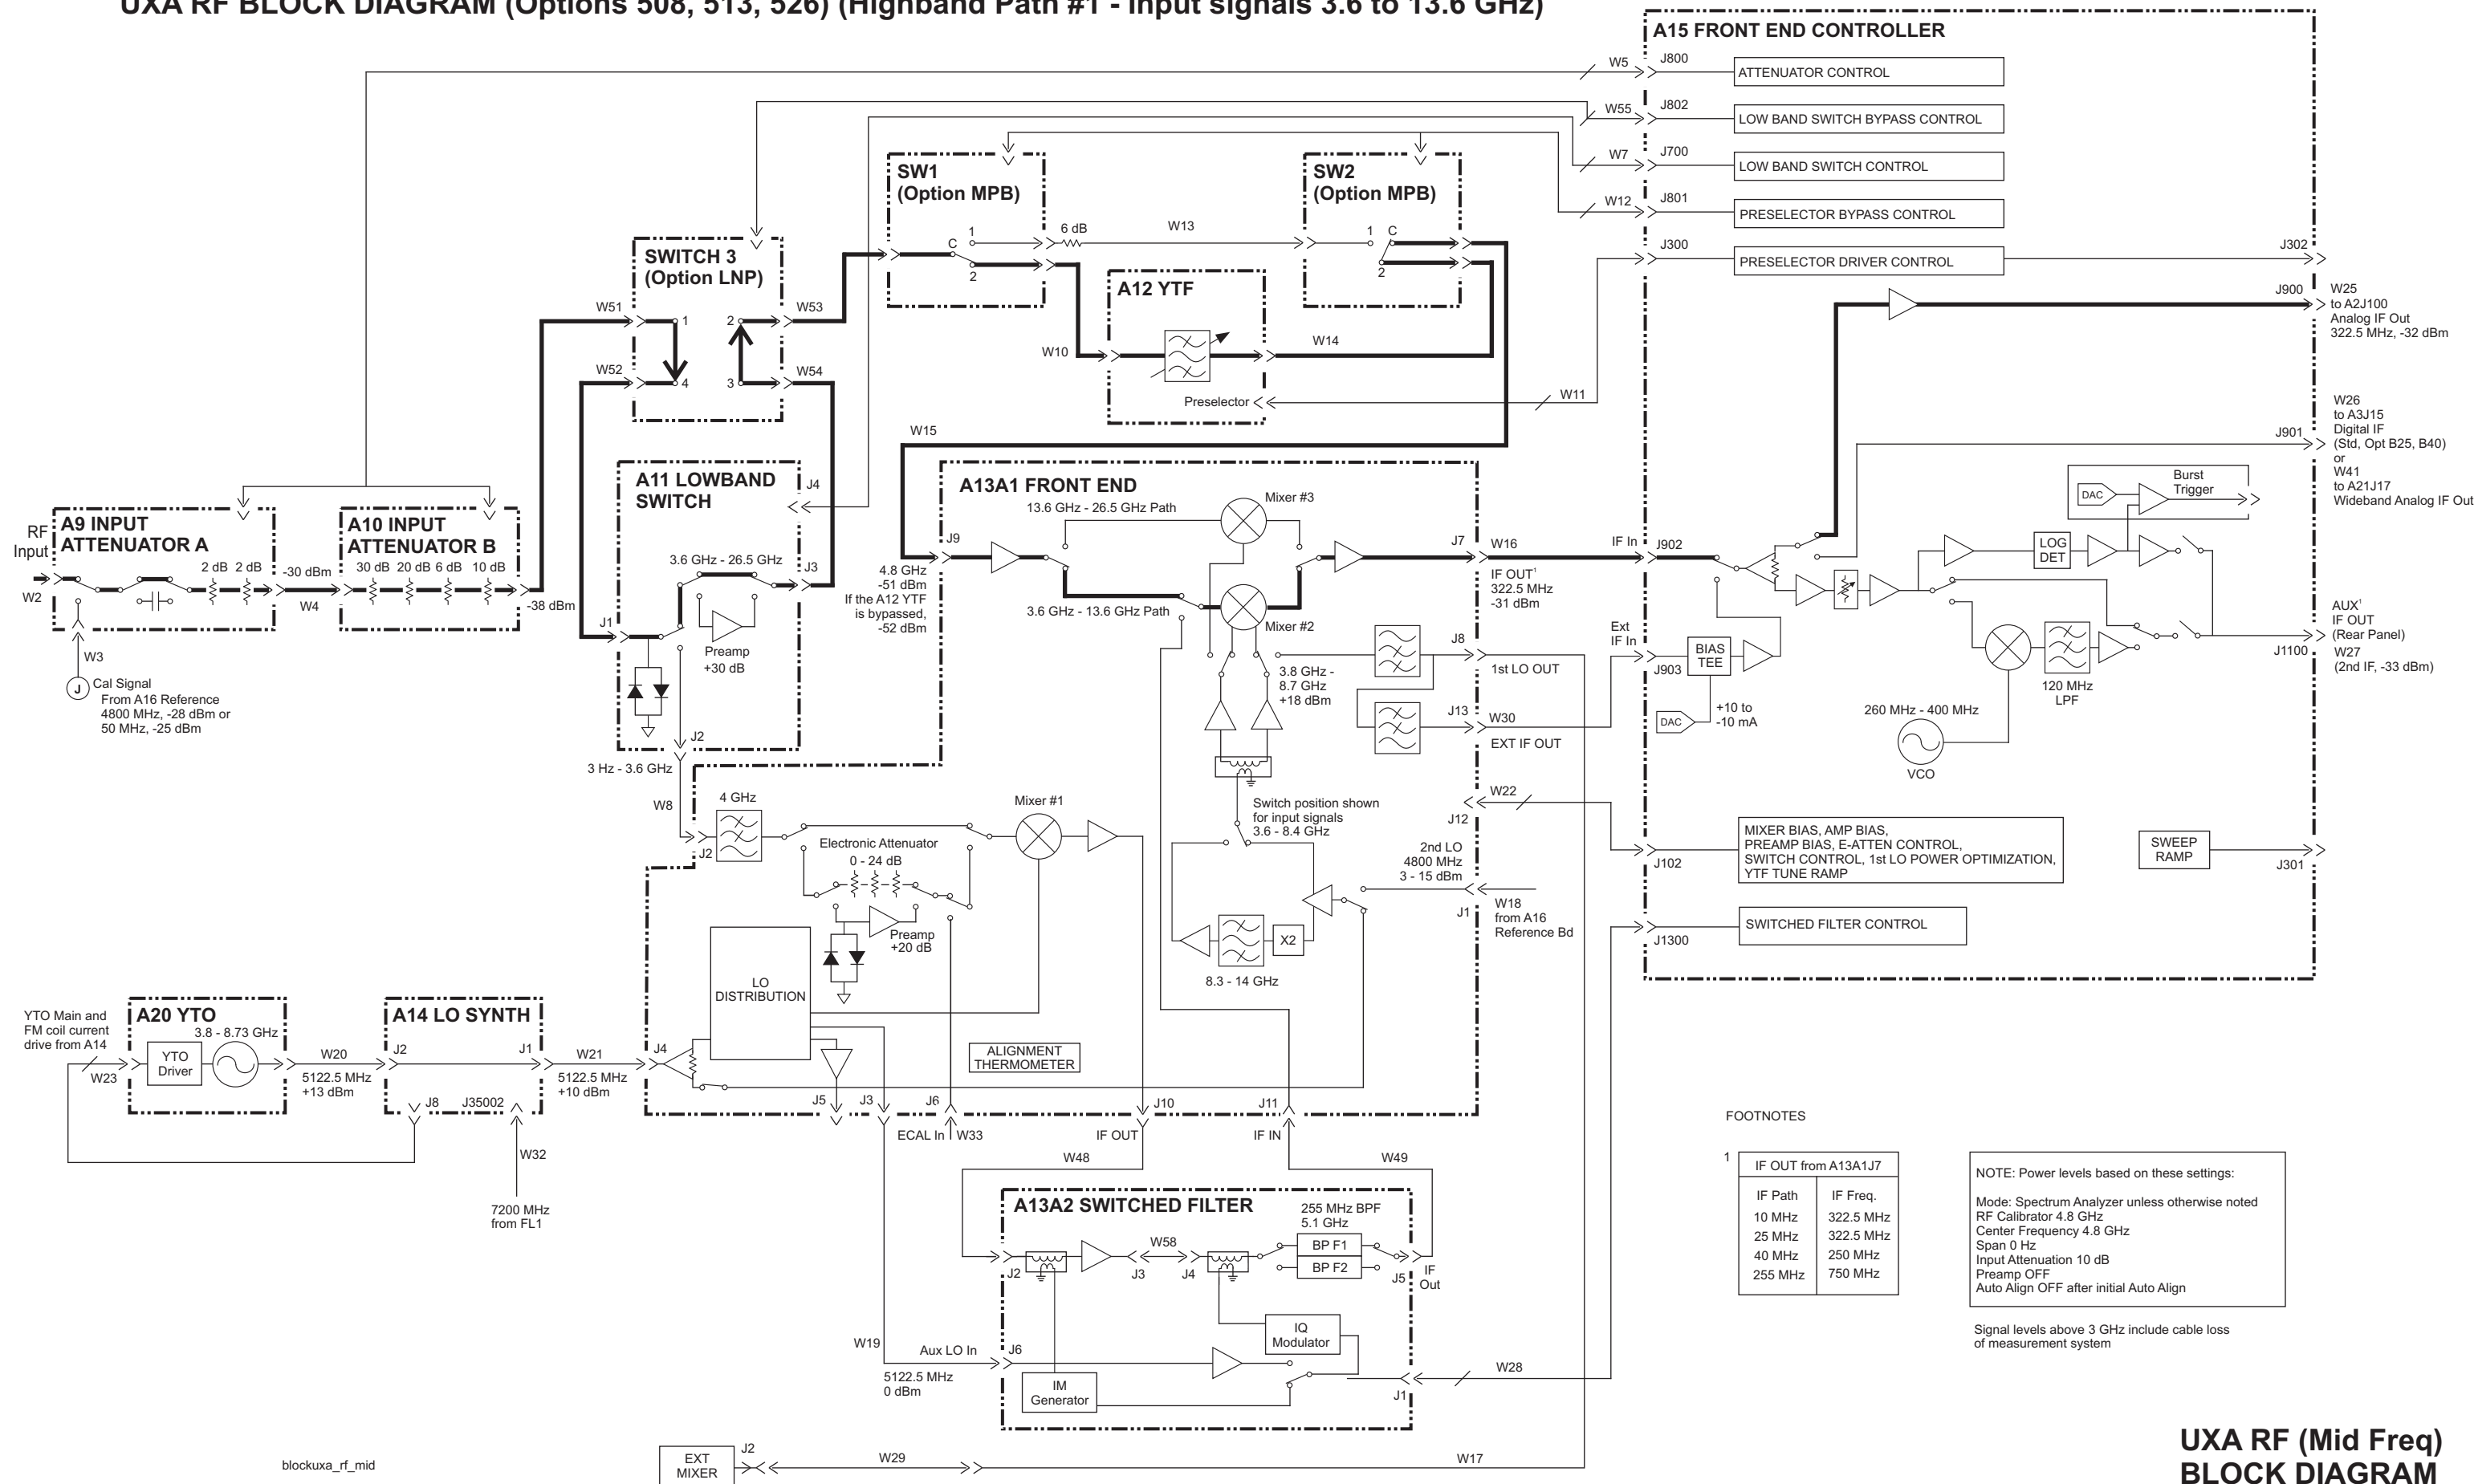 UXA RF BLOCK DIAGRAM (Options 508, 513, 526) (Highband Path #1 - Input signals 3.6 to 13.6 GHz)
A15 FRONT END CONTROLLER
W5
J800
ATTENUATOR CONTROL
W55
J802
LOW BAND SWITCH BYPASS CONTROL
W7
J700
LOW BAND SWITCH CONTROL
W12
J801
PRESELECTOR BYPASS CONTROL
J300
PRESELECTOR DRIVER CONTROL
J302
SW1
(Option MPB)
C
1
2
6 dB
W13
SW2
(Option MPB)
1
C
2
SWITCH 3
(Option LNP)
W51
1
2
W53
W52
4
3
W54
A12 YTF
W10
W14
Preselector
W11
J900
W25
to A2J100
Analog IF Out
322.5 MHz, -32 dBm
W26
to A3J15
Digital IF
(Std, Opt B25, B40)
or
W41
to A21J17
Wideband Analog IF Out
J901
W15
RF
Input
W2
A9 INPUT
ATTENUATOR A
2 dB
2 dB
-30 dBm
W4
A10 INPUT
ATTENUATOR B
30 dB
20 dB
6 dB
10 dB
-38 dBm
W3
J
Cal Signal
From A16 Reference
4800 MHz, -28 dBm or
50 MHz, -25 dBm
A11 LOWBAND
SWITCH
J4
3.6 GHz - 26.5 GHz
J3
J1
Preamp
+30 dB
J2
3 Hz - 3.6 GHz
W8
A13A1 FRONT END
13.6 GHz - 26.5 GHz Path
Mixer #3
J9
4.8 GHz
-51 dBm
If the A12 YTF
is bypassed,
-52 dBm
3.6 GHz - 13.6 GHz Path
Mixer #2
J7
W16
IF OUT¹
322.5 MHz
-31 dBm
IF In
J902
DAC
Burst
Trigger
LOG
DET
Ext
IF In
J903
BIAS
TEE
DAC
+10 to
-10 mA
120 MHz
LPF
260 MHz - 400 MHz
VCO
AUX¹
IF OUT
(Rear Panel)
J1100
W27
(2nd IF, -33 dBm)
3.8 GHz -
8.7 GHz
+18 dBm
J8
1st LO OUT
J13
W30
EXT IF OUT
Switch position shown
for input signals
3.6 - 8.4 GHz
W22
J12
J102
MIXER BIAS, AMP BIAS,
PREAMP BIAS, E-ATTEN CONTROL,
SWITCH CONTROL, 1st LO POWER OPTIMIZATION,
YTF TUNE RAMP
SWEEP
RAMP
J301
2nd LO
4800 MHz
3 - 15 dBm
J1
W18
from A16
Reference Bd
J1300
SWITCHED FILTER CONTROL
X2
8.3 - 14 GHz
4 GHz
J2
Mixer #1
Electronic Attenuator
0 - 24 dB
Preamp
+20 dB
LO
DISTRIBUTION
ALIGNMENT
THERMOMETER
YTO Main and
FM coil current
drive from A14
W23
A20 YTO
3.8 - 8.73 GHz
YTO
Driver
W20
5122.5 MHz
+13 dBm
A14 LO SYNTH
J2
J1
J8
J35002
W21
5122.5 MHz
+10 dBm
J4
W32
7200 MHz
from FL1
J5
J3
J6
ECAL In
W33
J10
IF OUT
J11
IF IN
W48
W49
A13A2 SWITCHED FILTER
255 MHz BPF
5.1 GHz
BP F1
BP F2
J2
J3
W58
J4
J5
IF
Out
IQ
Modulator
W19
Aux LO In
J6
5122.5 MHz
0 dBm
IM
Generator
J1
W28
EXT
MIXER
J2
W29
W17
FOOTNOTES
1
IF OUT from A13A1J7
IF Path IF Freq.
10 MHz 322.5 MHz
25 MHz 322.5 MHz
40 MHz 250 MHz
255 MHz 750 MHz
NOTE: Power levels based on these settings:
Mode: Spectrum Analyzer unless otherwise noted
RF Calibrator 4.8 GHz
Center Frequency 4.8 GHz
Span 0 Hz
Input Attenuation 10 dB
Preamp OFF
Auto Align OFF after initial Auto Align
Signal levels above 3 GHz include cable loss
of measurement system
blockuxa_rf_mid
UXA RF (Mid Freq)
BLOCK DIAGRAM